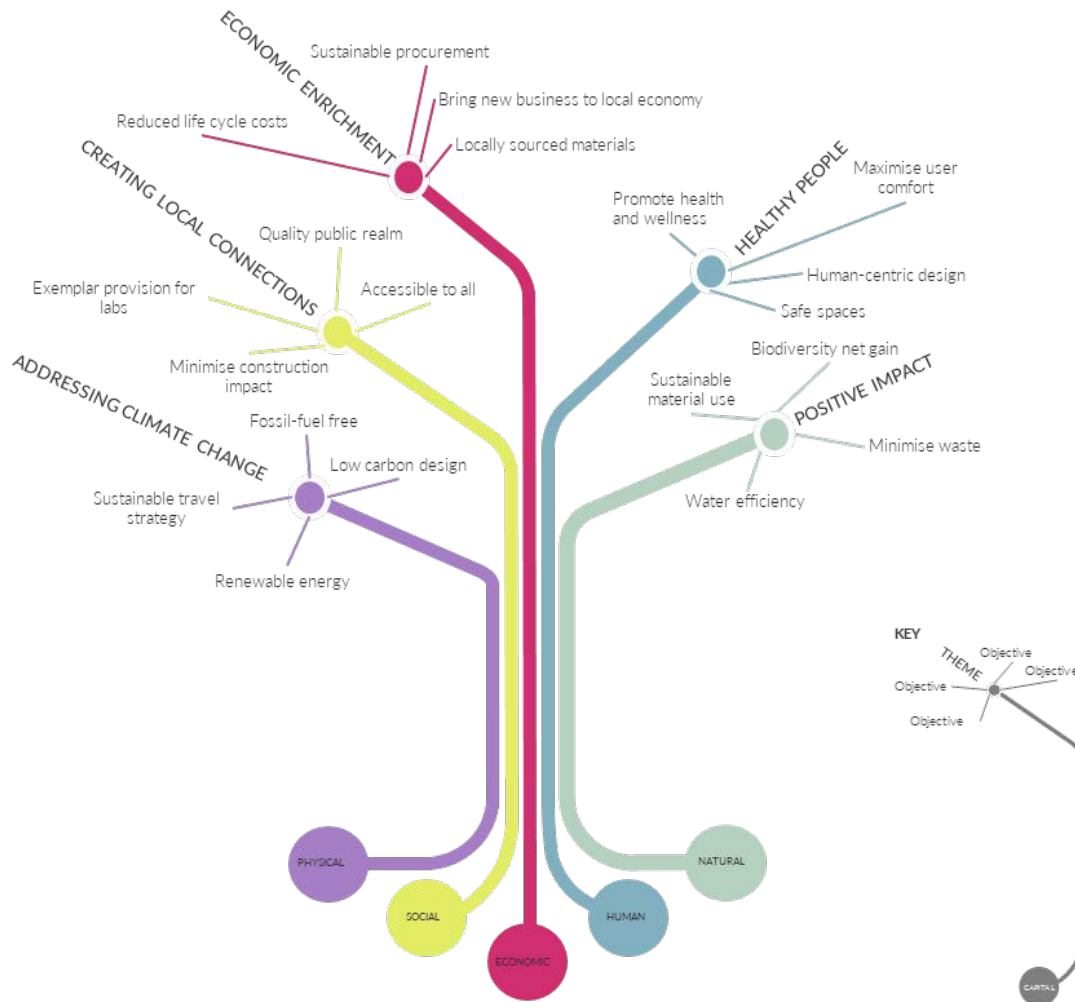 ECONOMIC ENRICHMENT
Sustainable procurement
Bring new business to local economy
Reduced life cycle costs
Locally sourced materials
CREATING LOCAL CONNECTIONS
Quality public realm
Exemplar provision for
labs
Accessible to all
Minimise construction
impact
ADDRESSING CLIMATE CHANGE
Fossil-fuel free
Low carbon design
Sustainable travel
strategy
Renewable energy
HEALTHY PEOPLE
Maximise user
comfort
Promote health
and wellness
Human-centric design
Safe spaces
POSITIVE IMPACT
Biodiversity net gain
Sustainable
material use
Minimise waste
Water efficiency
KEY
THEME
Objective
Objective
Objective
Objective
CAPITAL
PHYSICAL
SOCIAL
ECONOMIC
HUMAN
NATURAL